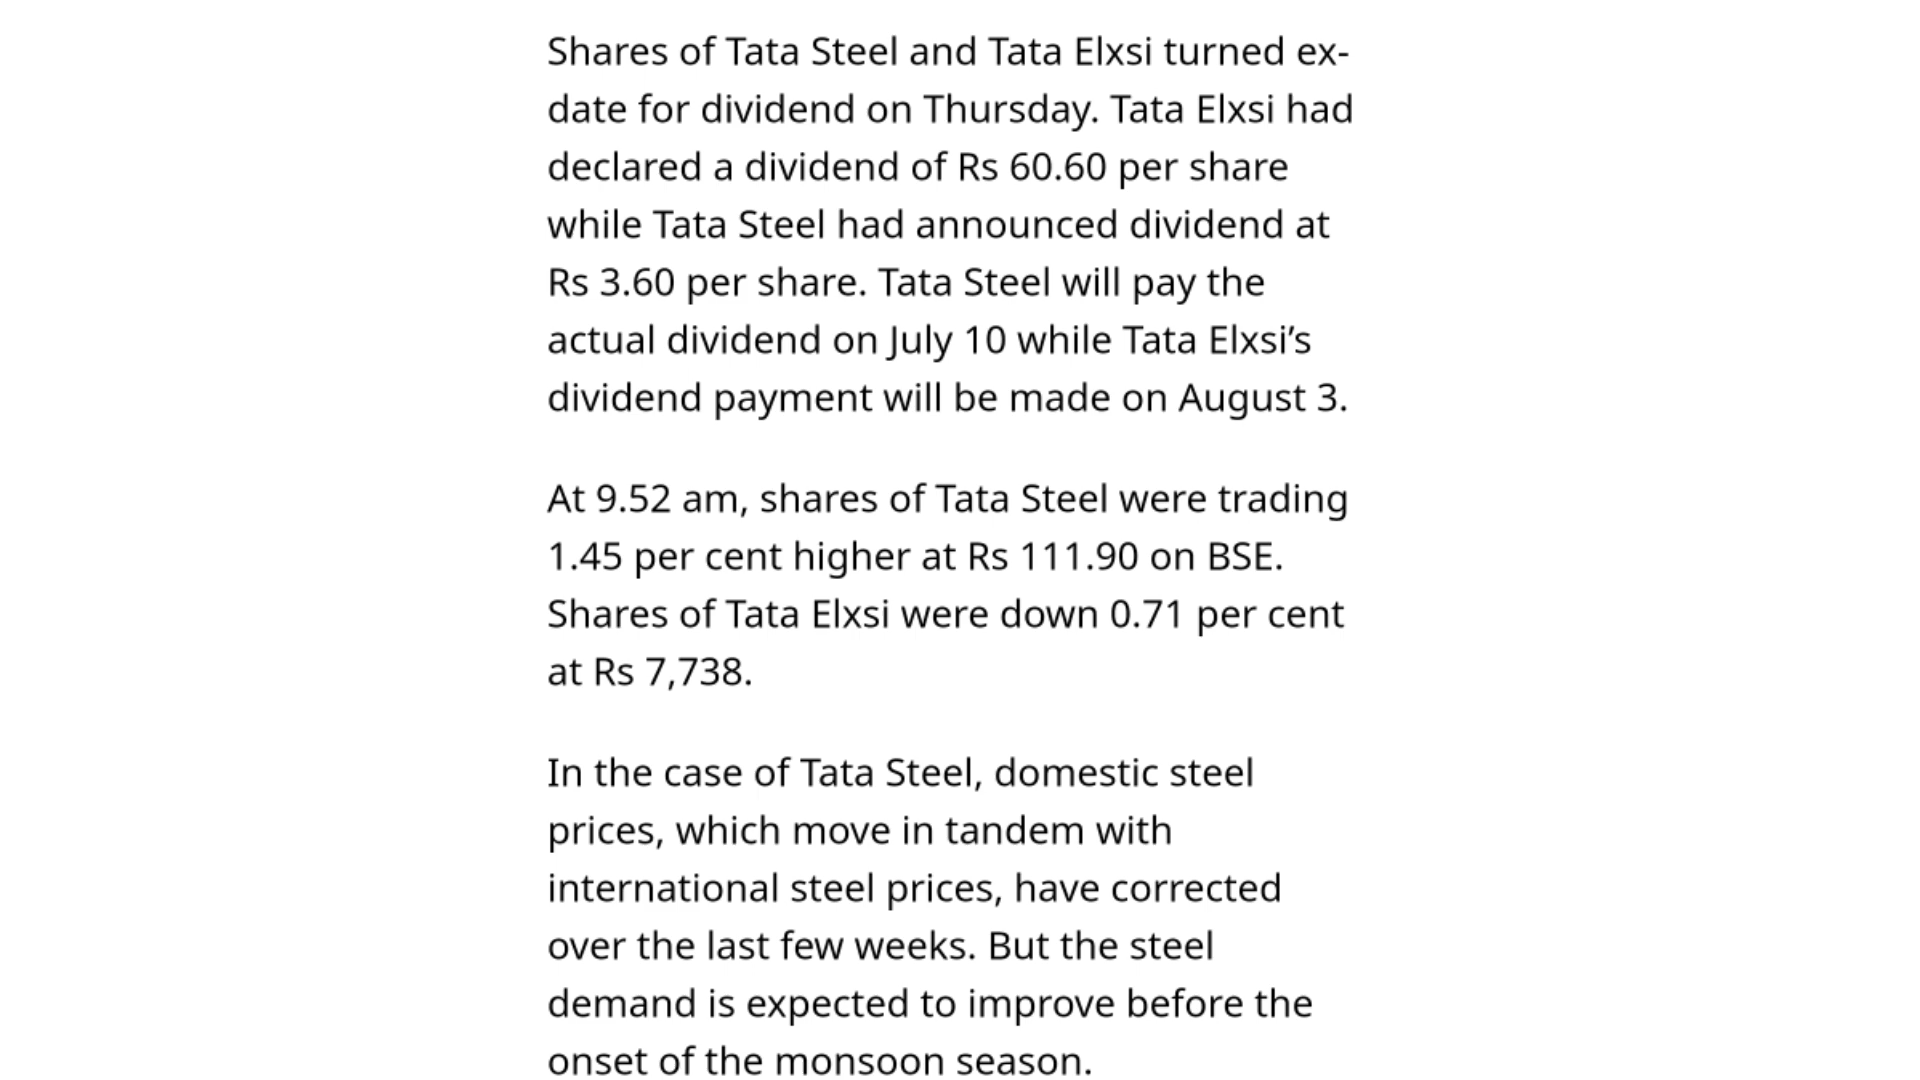 Shares of Tata Steel and Tata Elxsi turned ex-
date for dividend on Thursday. Tata Elxsi had
declared a dividend of Rs 60.60 per share
while Tata Steel had announced dividend at
Rs 3.60 per share. Tata Steel will pay the
actual dividend on July 10 while Tata Elxsi’s
dividend payment will be made on August 3.
At 9.52 am, shares of Tata Steel were trading
1.45 per cent higher at Rs 111.90 on BSE.
Shares of Tata Elxsi were down 0.71 per cent
at Rs 7,738.
In the case of Tata Steel, domestic steel
prices, which move in tandem with
international steel prices, have corrected
over the last few weeks. But the steel
demand is expected to improve before the
onset of the monsoon season.